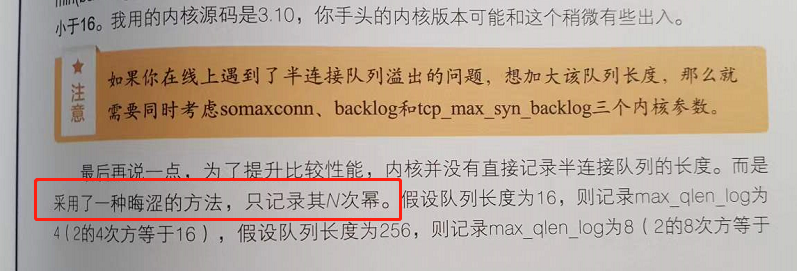 小于16。我用的内核源码是3.10，你手头的内核版本可能和这个稍微有些出入。
注意
如果你在线上遇到了半连接队列溢出的问题，想加大该队列长度，那么就
需要同时考虑somaxconn、backlog和tcp_max_syn_backlog三个内核参数。
最后再说一点，为了提升比较性能，内核并没有直接记录半连接队列的长度。而是
采用了一种晦涩的方法，只记录其N次幂。假设队列长度为16，则记录max_qlen_log为
4（2的4次方等于16），假设队列长度为256，则记录max_qlen_log为8（2的8次方等于